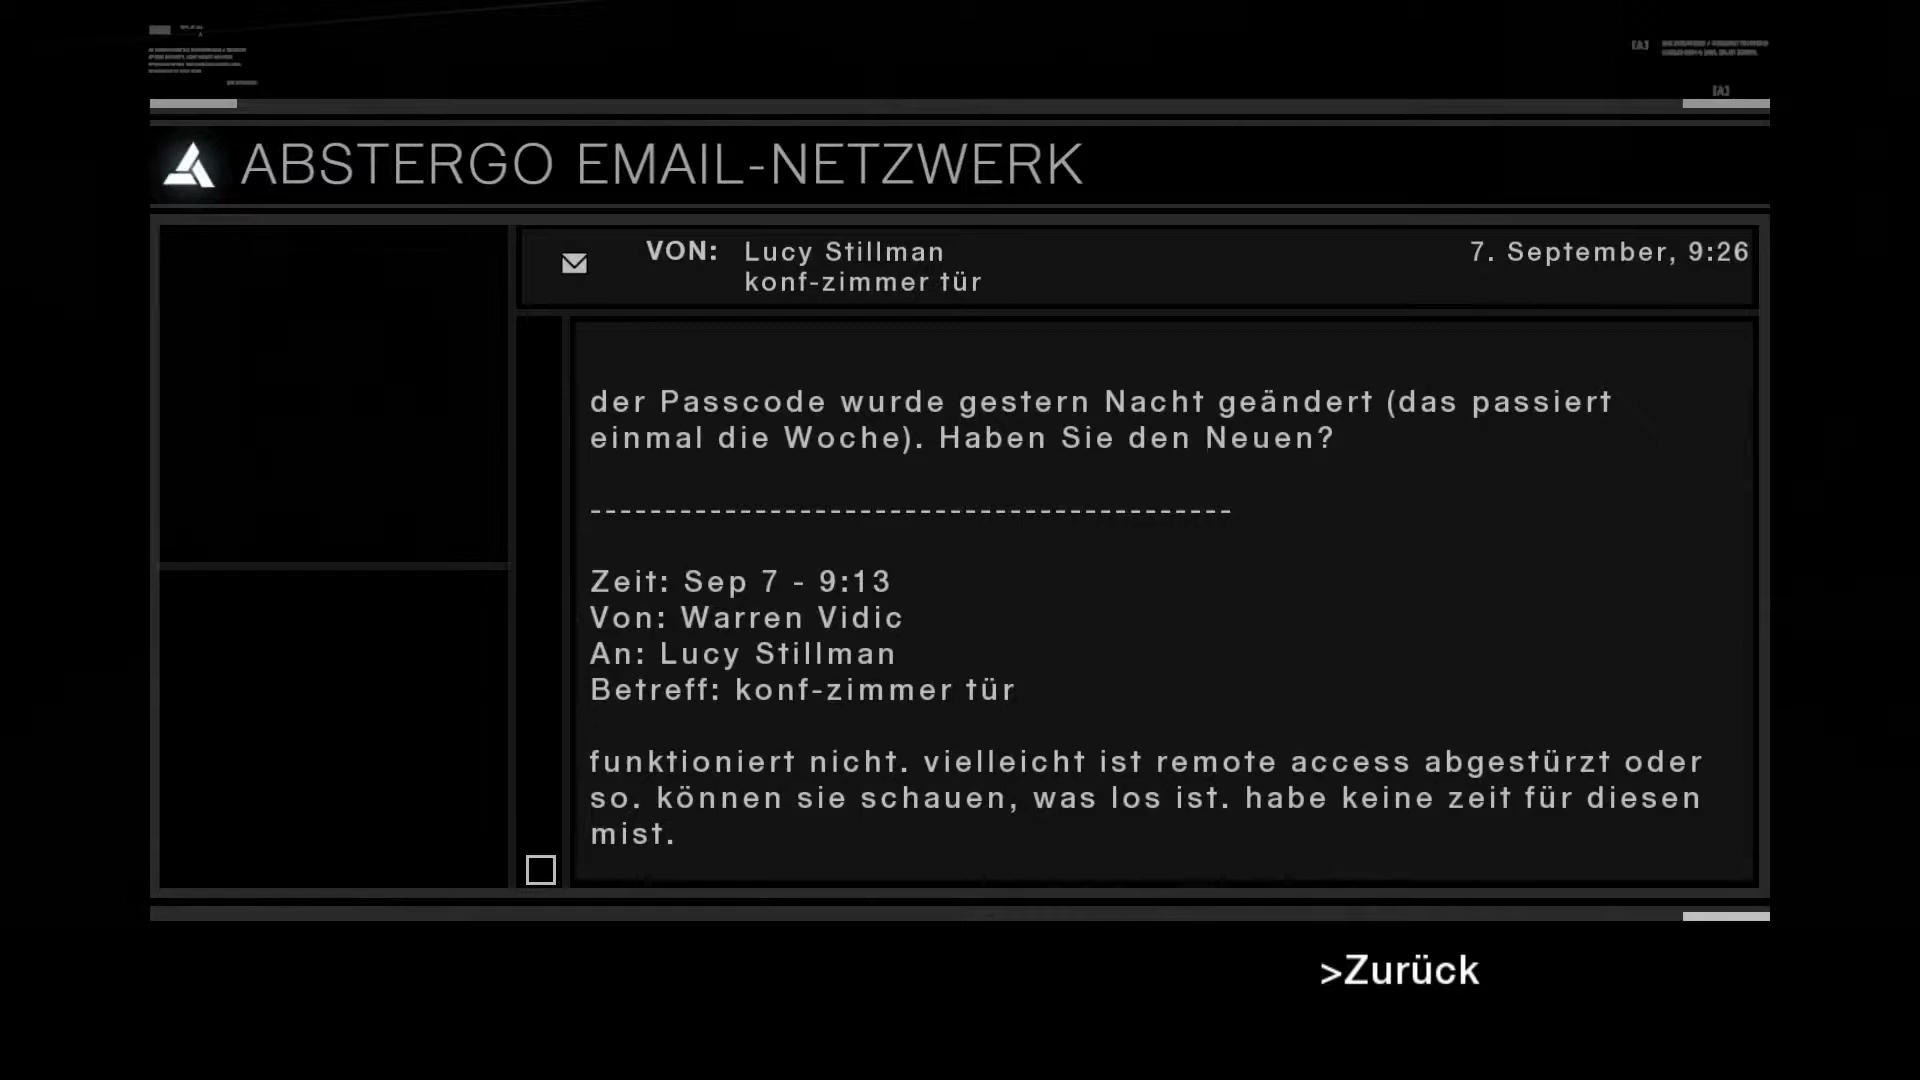 [A]
[A]
ABSTERGO EMAIL-NETZWERK
VON: Lucy Stillman
7. September, 9:26
konf-zimmer tür
der Passcode wurde gestern Nacht geändert (das passiert
einmal die Woche). Haben Sie den Neuen?
-------------------------------------------
Zeit: Sep 7 - 9:13
Von: Warren Vidic
An: Lucy Stillman
Betreff: konf-zimmer tür
funktioniert nicht. vielleicht ist remote access abgestürzt oder
so. können sie schauen, was los ist. habe keine zeit für diesen
mist.
>Zurück